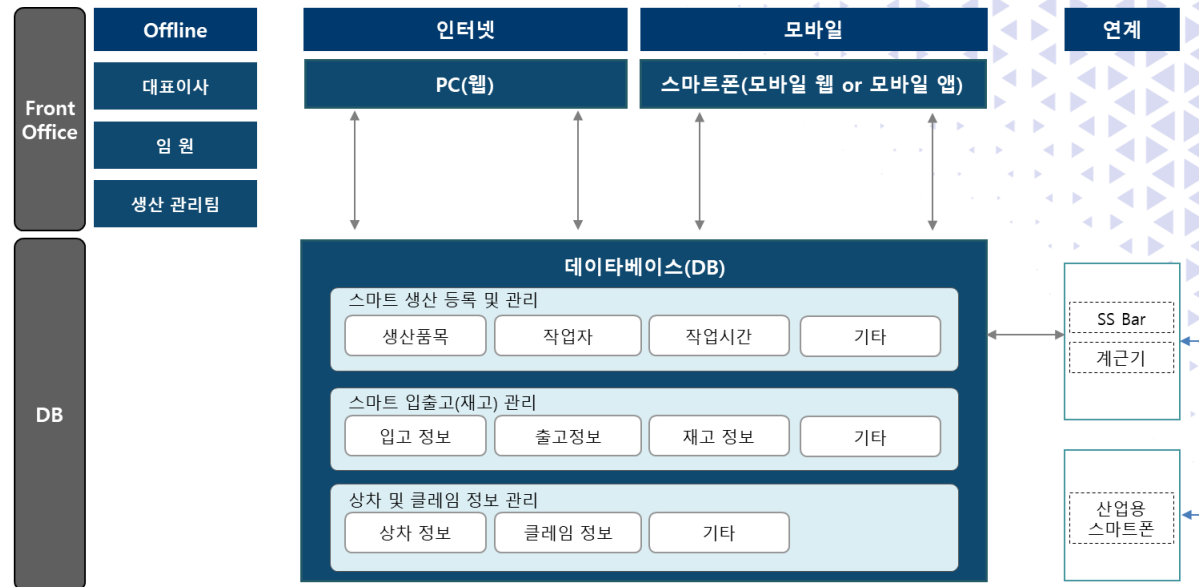 Offline
인터넷
모바일
연계
Front
Office
대표이사
임 원
생산 관리팀
PC(웹)
스마트폰(모바일 웹 or 모바일 앱)
DB
데이타베이스(DB)
스마트 생산 등록 및 관리
생산품목
작업자
작업시간
기타
스마트 입출고(재고) 관리
입고 정보
출고정보
재고 정보
기타
상차 및 클레임 정보 관리
상차 정보
클레임 정보
기타
SS Bar
계근기
산업용
스마트폰